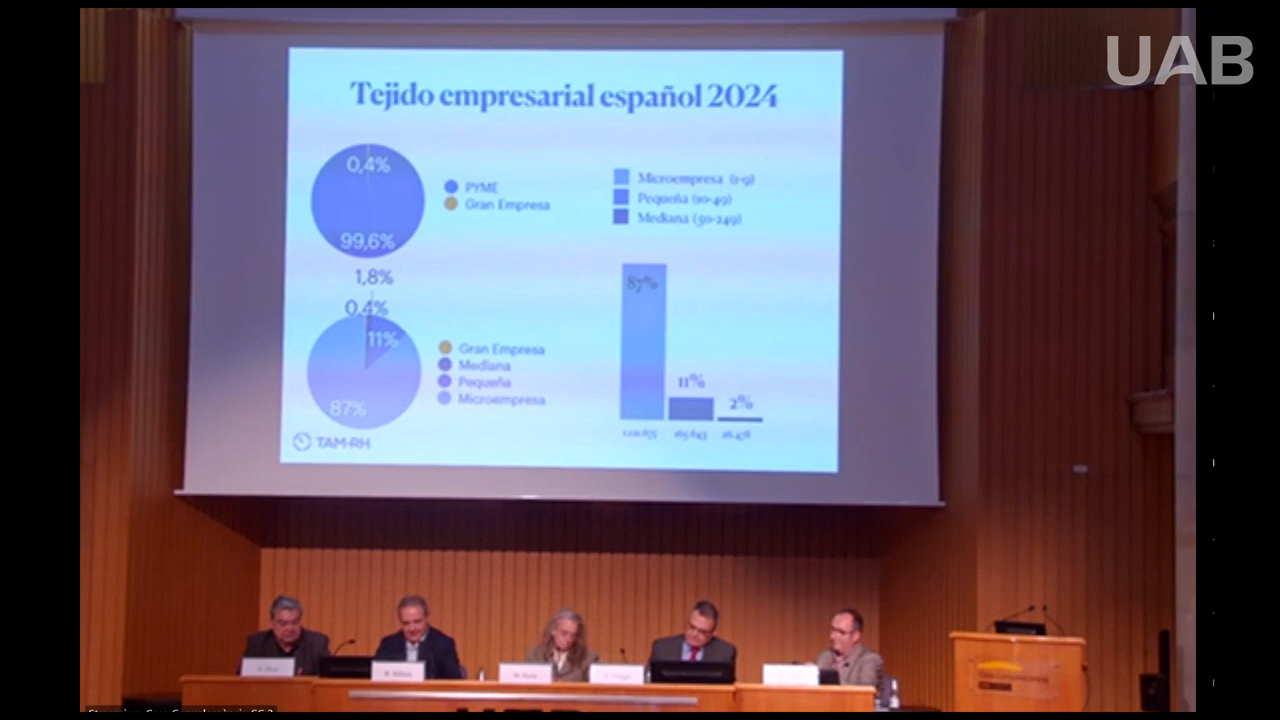 UAB
Tejido empresarial español 2024
0,4%
99,6%
PYME
Gran Empresa
Microempresa (1-9)
Pequeña (10-49)
Mediana (50-249)
1,8%
0,4%
11%
87%
Gran Empresa
Mediana
Pequeña
Microempresa
87%
11%
2%
TAM-RH